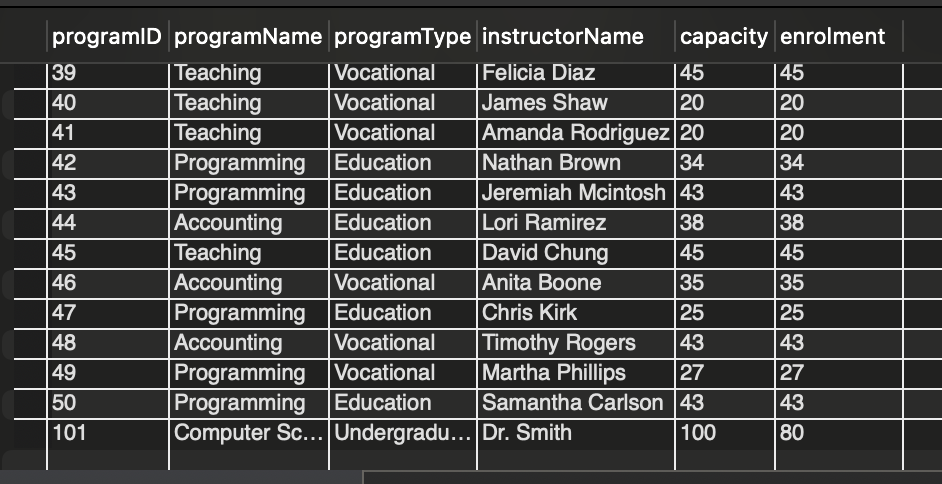 programID programName programType instructorName capacity enrolment
39 Teaching Vocational Felicia Diaz 45 45
40 Teaching Vocational James Shaw 20 20
41 Teaching Vocational Amanda Rodriguez 20 20
42 Programming Education Nathan Brown 34 34
43 Programming Education Jeremiah Mcintosh 43 43
44 Accounting Education Lori Ramirez 38 38
45 Teaching Education David Chung 45 45
46 Accounting Vocational Anita Boone 35 35
47 Programming Education Chris Kirk 25 25
48 Accounting Vocational Timothy Rogers 43 43
49 Programming Vocational Martha Phillips 27 27
50 Programming Education Samantha Carlson 43 43
101 Computer Sc... Undergradu... Dr. Smith 100 80